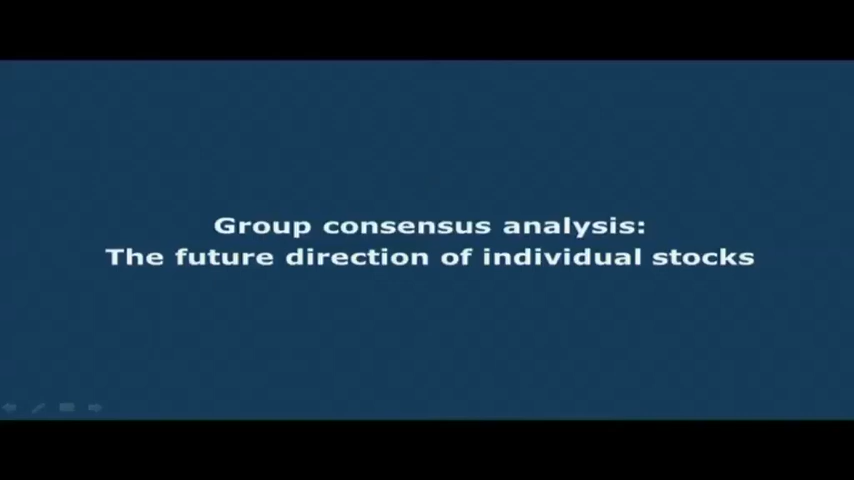 Group consensus analysis:
The future direction of individual stocks